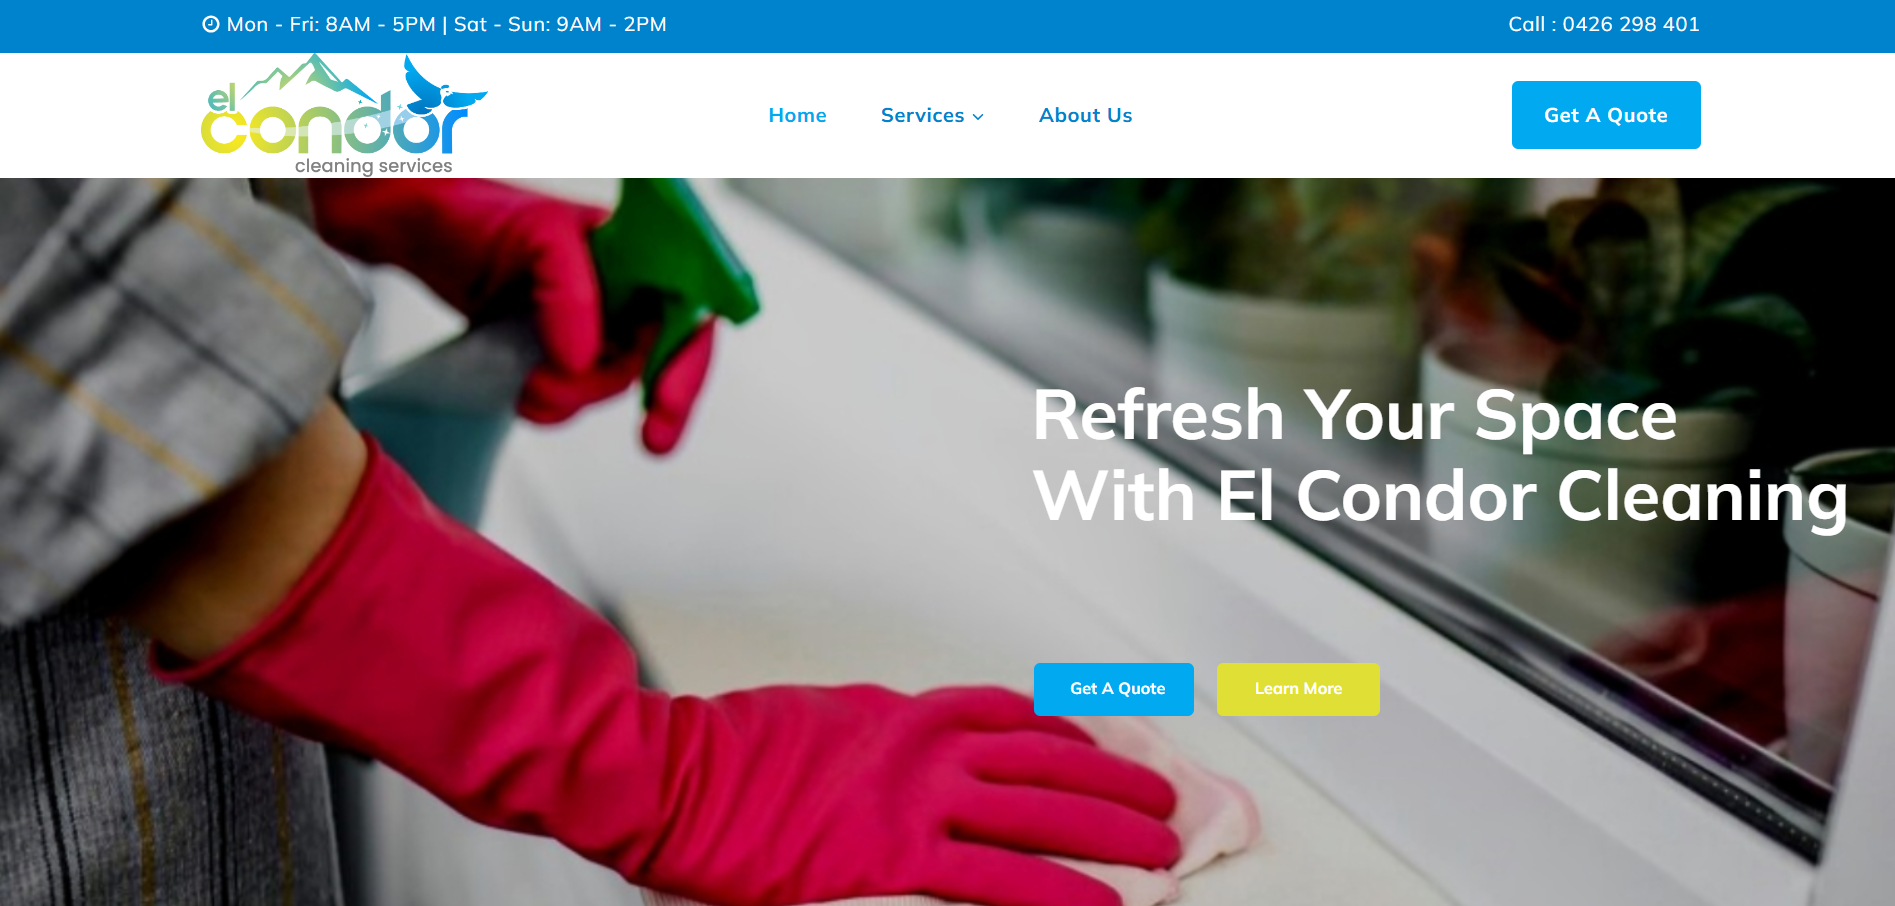 Mon - Fri: 8AM - 5PM | Sat - Sun: 9AM - 2PM
Call : 0426 298 401
el
condor
cleaning services
Home
Services
About Us
Get A Quote
Refresh Your Space
With El Condor Cleaning
Get A Quote
Learn More